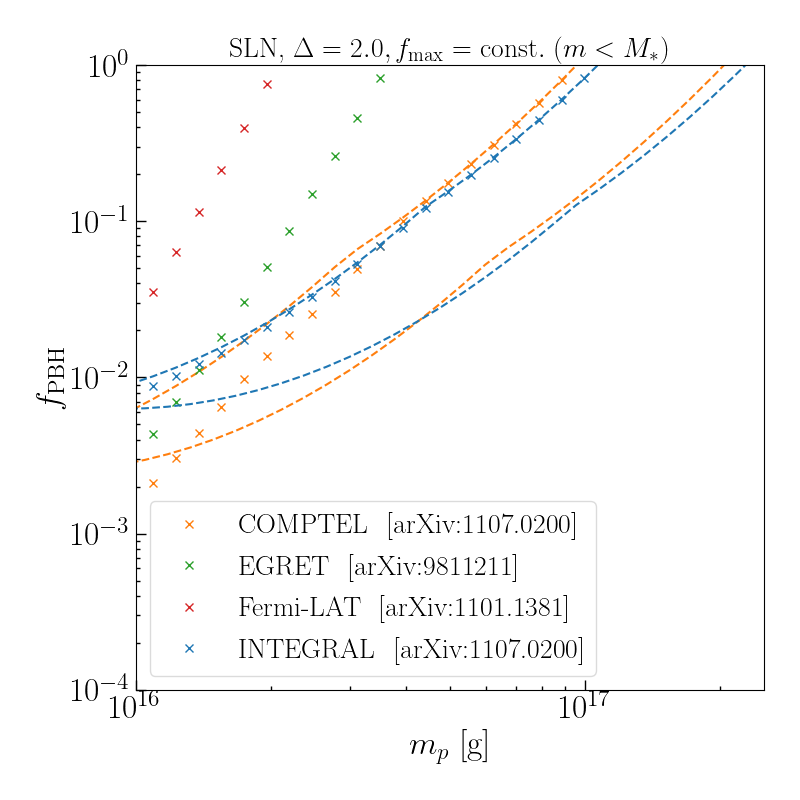 SLN, Δ = 2.0, f_max = const. (m < M_*)
10^0
10^−1
10^−2
10^−3
10^−4
f_PBH
COMPTEL [arXiv:1107.0200]
EGRET [arXiv:9811211]
Fermi-LAT [arXiv:1101.1381]
INTEGRAL [arXiv:1107.0200]
10^16
10^17
m_p [g]